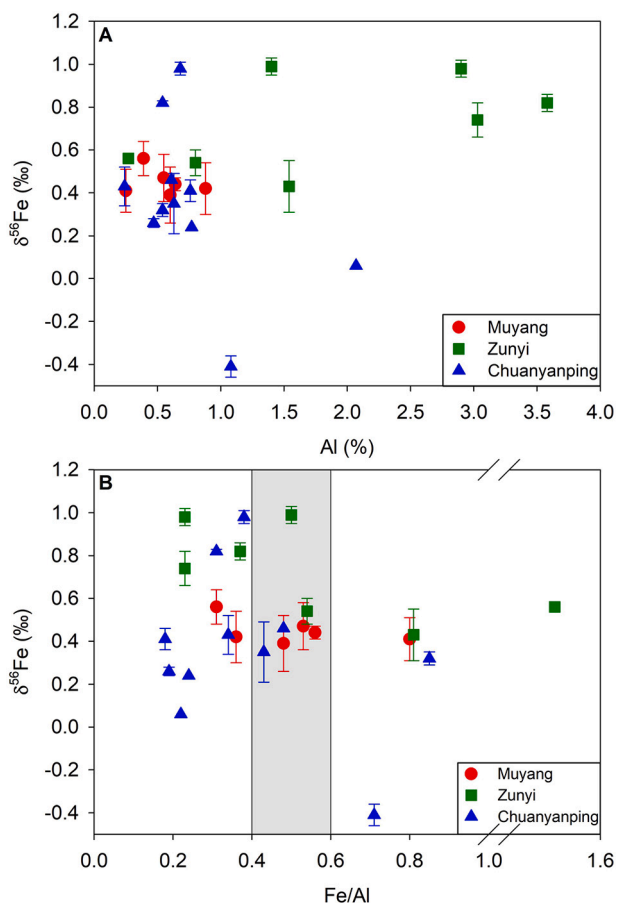 A
1.2
1.0
0.8
0.6
0.4
0.2
0.0
-0.2
-0.4
δ⁵⁶Fe (‰)
Muyang
Zunyi
Chuanyanping
0.0 0.5 1.0 1.5 2.0 2.5 3.0 3.5 4.0
Al (%)
B
1.2
1.0
0.8
0.6
0.4
0.2
0.0
-0.2
-0.4
δ⁵⁶Fe (‰)
Muyang
Zunyi
Chuanyanping
0.0 0.2 0.4 0.6 0.8 1.0 1.6
Fe/Al